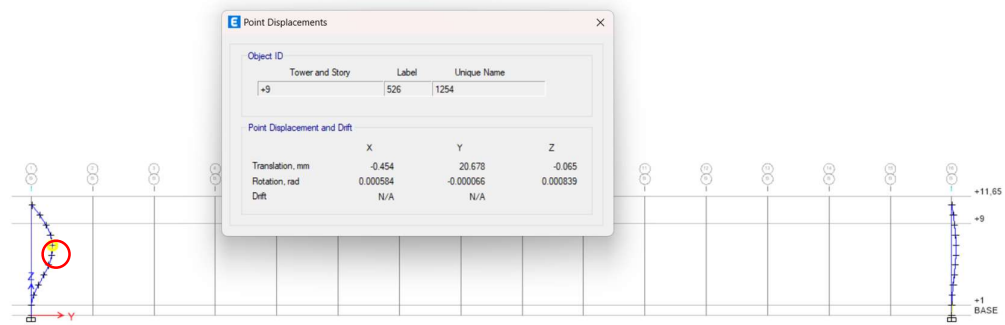 E Point Displacements
Object ID
Tower and Story Label Unique Name
+9 526 1254
Point Displacement and Drift
X Y Z
Translation, mm -0.454 20.678 -0.065
Rotation, rad 0.000584 -0.000066 0.000839
Drift N/A N/A
+11,65
+9
Z
+1
BASE
Y